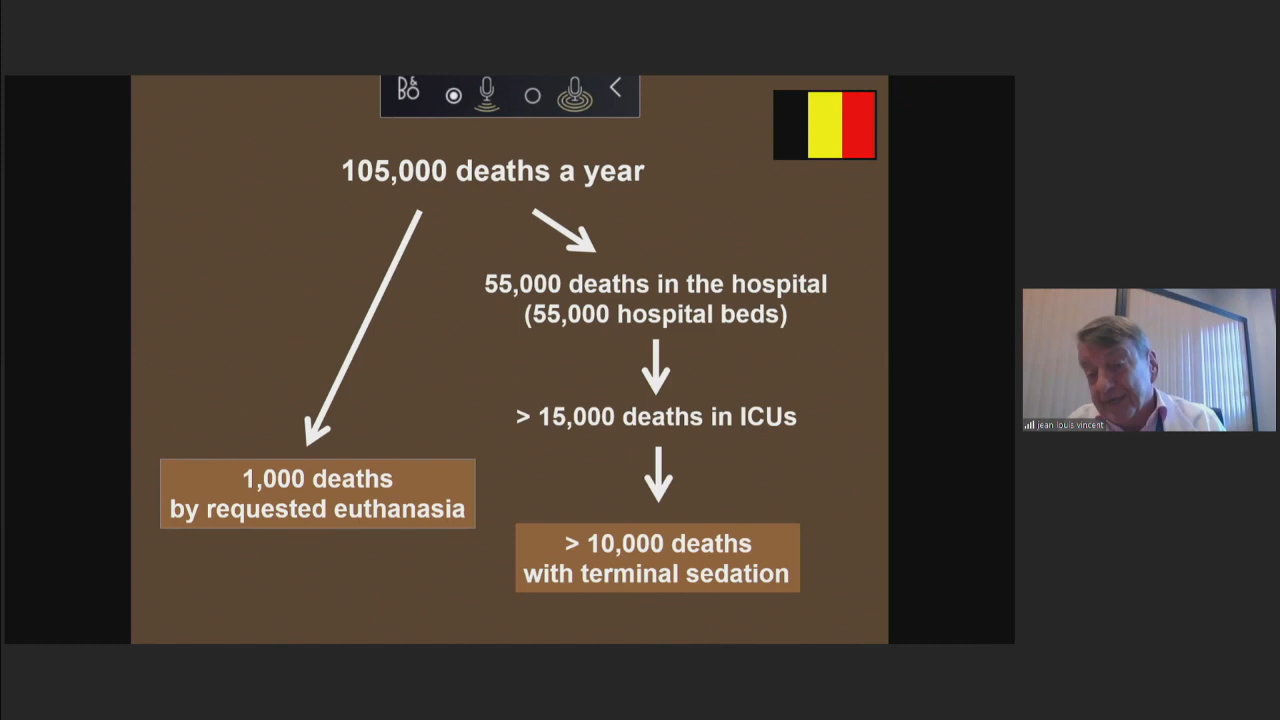 B&O
105,000 deaths a year
55,000 deaths in the hospital
(55,000 hospital beds)
> 15,000 deaths in ICUs
1,000 deaths
by requested euthanasia
> 10,000 deaths
with terminal sedation
jean louis vincent